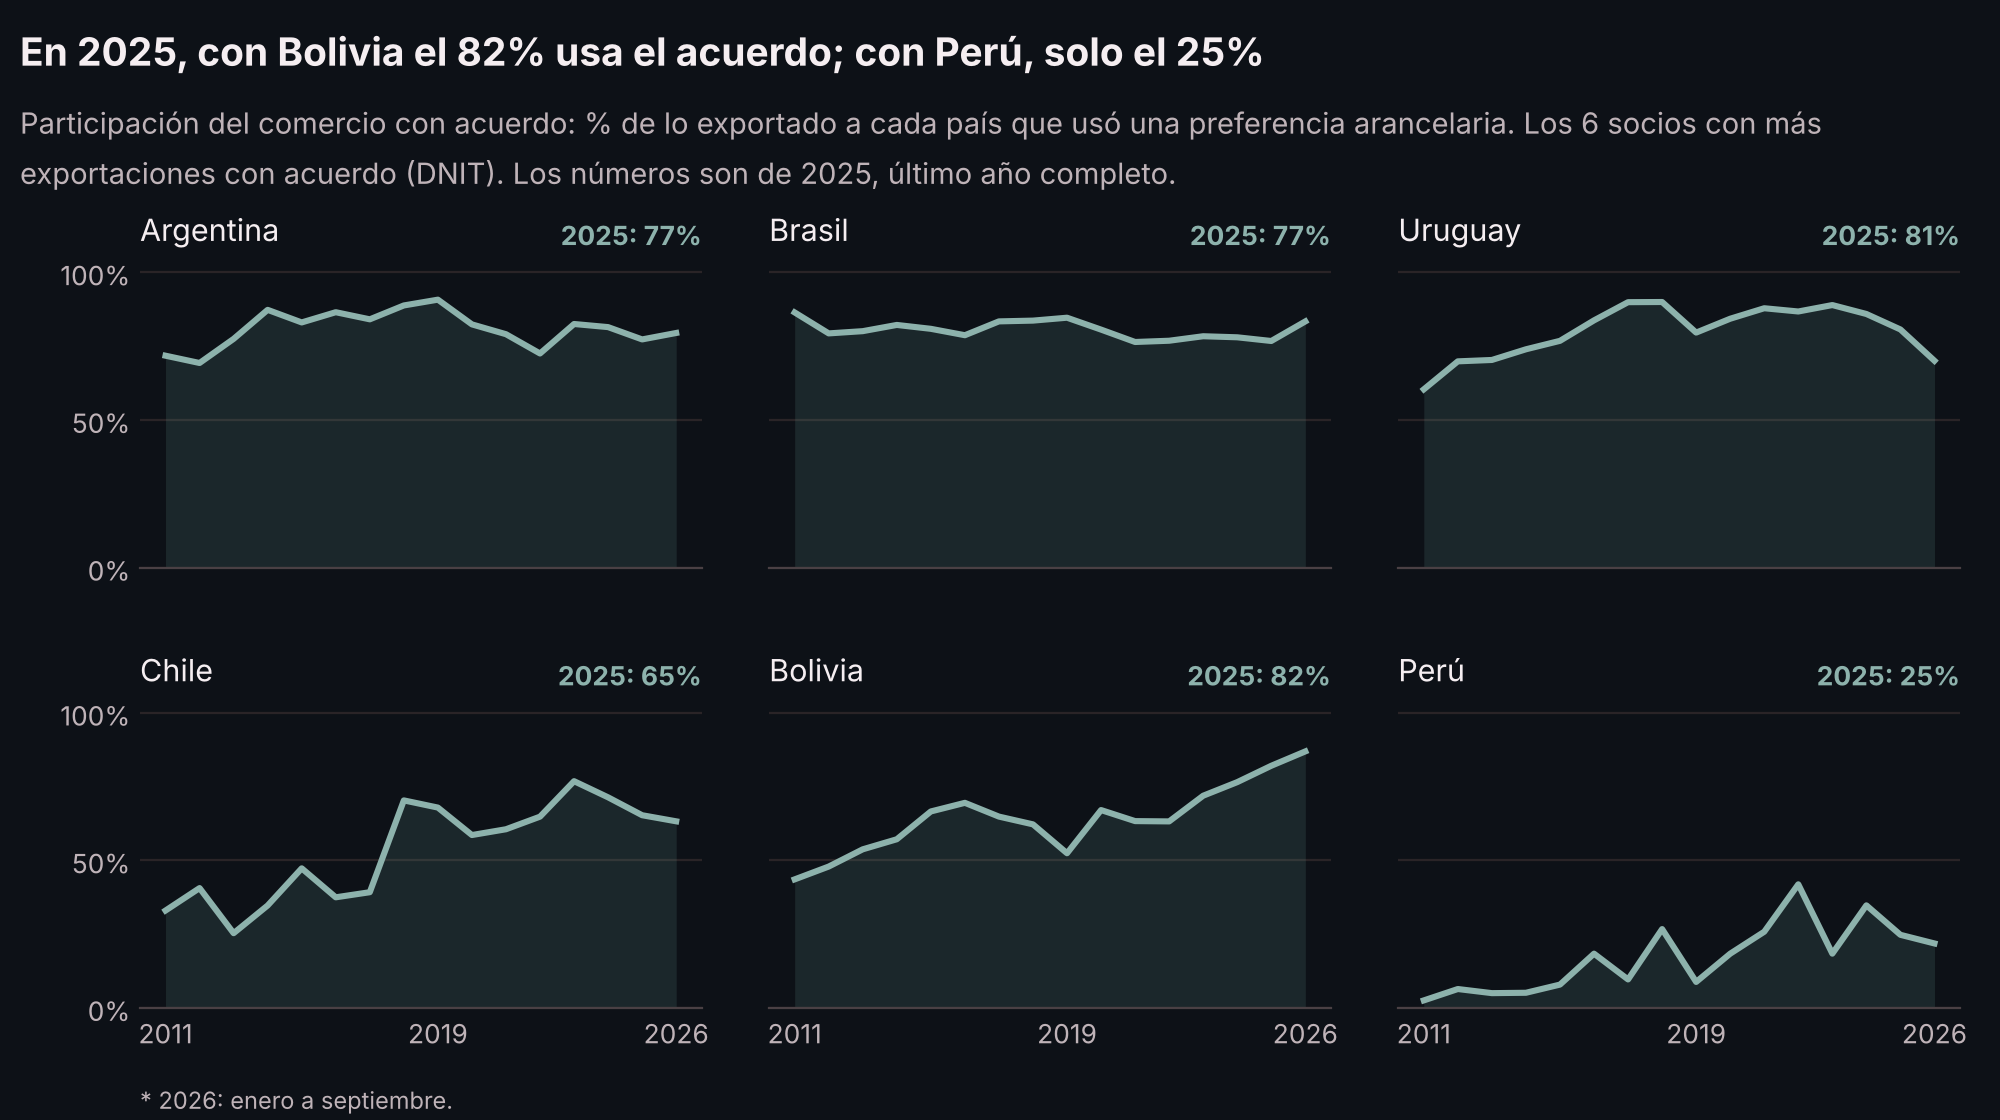 En 2025, con Bolivia el 82% usa el acuerdo; con Perú, solo el 25%
Participación del comercio con acuerdo: % de lo exportado a cada país que usó una preferencia arancelaria. Los 6 socios con más
exportaciones con acuerdo (DNIT). Los números son de 2025, último año completo.
Argentina 2025: 77%
Brasil 2025: 77%
Uruguay 2025: 81%
100%
50%
0%
Chile 2025: 65%
Bolivia 2025: 82%
Perú 2025: 25%
100%
50%
0%
2011 2019 2026
2011 2019 2026
2011 2019 2026
* 2026: enero a septiembre.